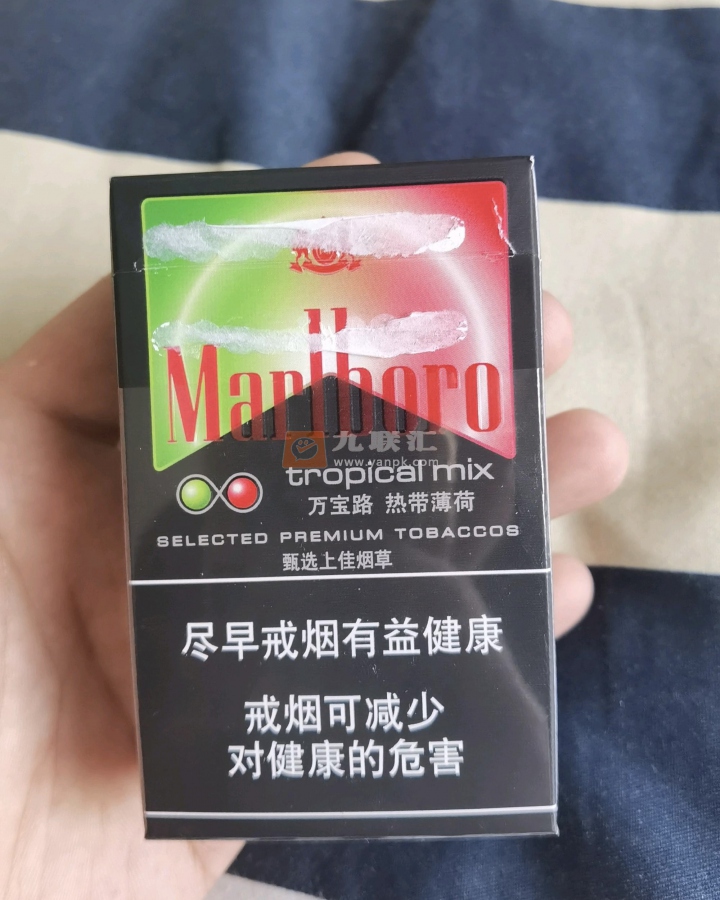 Marlboro
九联汇
www.yanpk.com
tropical mix
万宝路 热带薄荷
SELECTED PREMIUM TOBACCOS
甄选上佳烟草
尽早戒烟有益健康
戒烟可减少
对健康的危害